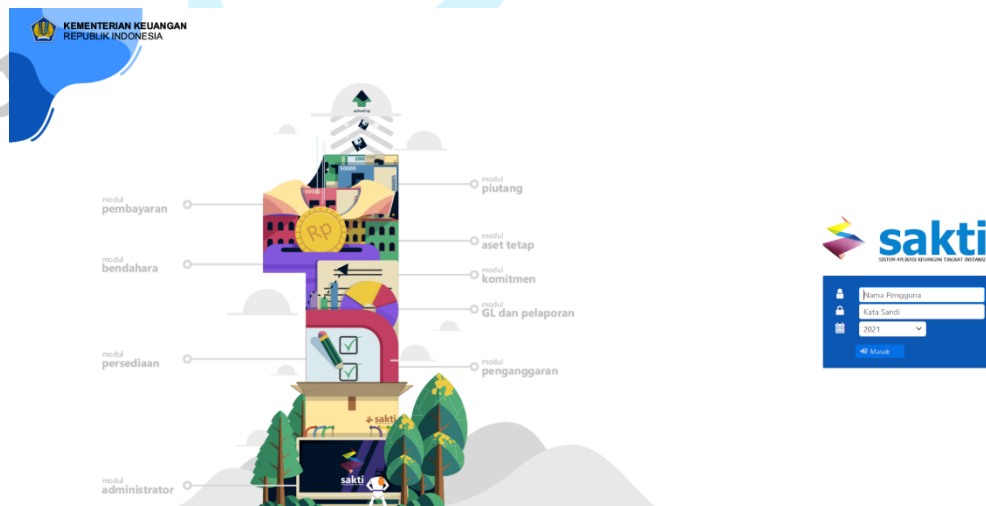 KEMENTERIAN KEUANGAN
REPUBLIK INDONESIA
modul
piutang
modul
pembayaran
modul
aset tetap
modul
bendahara
modul
komitmen
modul
GL dan pelaporan
modul
persediaan
modul
penganggaran
modul
administrator
50000
Rp
sakti
sakti
sakti
SISTEM APLIKASI KEUANGAN TINGKAT INSTANSI
Nama Pengguna
Kata Sandi
2021
Masuk